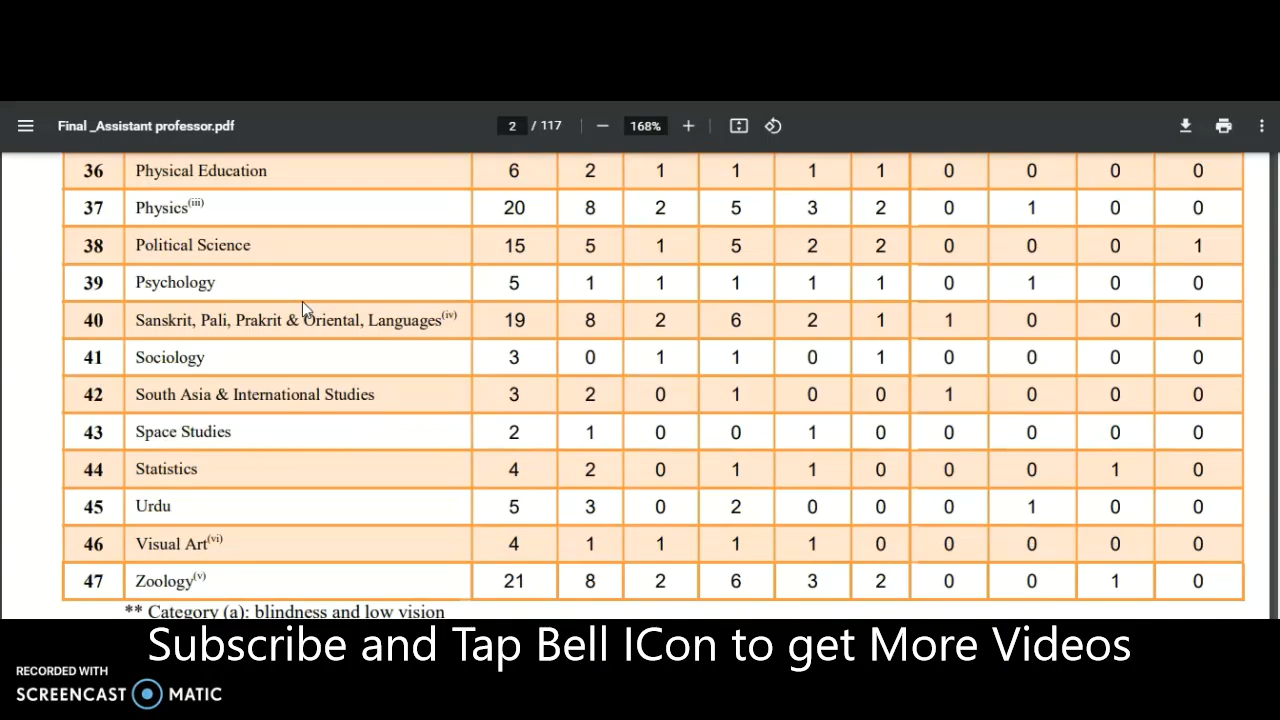 Final _Assistant professor.pdf 2 / 117 168%
36 Physical Education 6 2 1 1 1 1 0 0 0 0
37 Physics(iii) 20 8 2 5 3 2 0 1 0 0
38 Political Science 15 5 1 5 2 2 0 0 0 1
39 Psychology 5 1 1 1 1 1 0 1 0 0
40 Sanskrit, Pali, Prakrit & Oriental, Languages(iv) 19 8 2 6 2 1 1 0 0 1
41 Sociology 3 0 1 1 0 1 0 0 0 0
42 South Asia & International Studies 3 2 0 1 0 0 1 0 0 0
43 Space Studies 2 1 0 0 1 0 0 0 0 0
44 Statistics 4 2 0 1 1 0 0 0 1 0
45 Urdu 5 3 0 2 0 0 0 1 0 0
46 Visual Art(vi) 4 1 1 1 1 0 0 0 0 0
47 Zoology(v) 21 8 2 6 3 2 0 0 1 0
** Category (a): blindness and low vision
Subscribe and Tap Bell ICon to get More Videos
RECORDED WITH
SCREENCAST MATIC